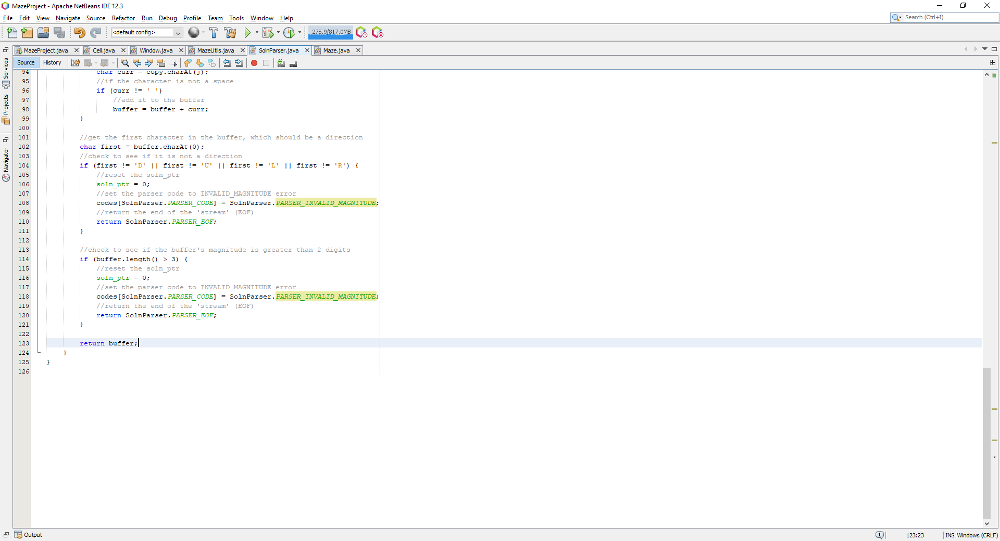 MazeProject - Apache NetBeans IDE 12.3
File Edit View Navigate Source Refactor Run Debug Profile Team Tools Window Help
Search (Ctrl+I)
<default config>
275.9/817.0MB
MazeProject.java Cell.java Window.java MazeUtils.java SolnParser.java Maze.java
Source History
Services
Projects
Navigator
94 char curr = copy.charAt(j);
95 //if the character is not a space
96 if (curr != ' ')
97 //add it to the buffer
98 buffer = buffer + curr;
99 }
100
101 //get the first character in the buffer, which should be a direction
102 char first = buffer.charAt(0);
103 //check to see if it is not a direction
104 if (first != 'D' || first != 'U' || first != 'L' || first != 'R') {
105 //reset the soln_ptr
106 soln_ptr = 0;
107 //set the parser code to INVALID_MAGNITUDE error
108 codes[SolnParser.PARSER_CODE] = SolnParser.PARSER_INVALID_MAGNITUDE;
109 //return the end of the 'stream' (EOF)
110 return SolnParser.PARSER_EOF;
111 }
112
113 //check to see if the buffer's magnitude is greater than 2 digits
114 if (buffer.length() > 3) {
115 //reset the soln_ptr
116 soln_ptr = 0;
117 //set the parser code to INVALID_MAGNITUDE error
118 codes[SolnParser.PARSER_CODE] = SolnParser.PARSER_INVALID_MAGNITUDE;
119 //return the end of the 'stream' (EOF)
120 return SolnParser.PARSER_EOF;
121 }
122
123 return buffer;
124 }
125 }
126
Output
1 123:23 INS Windows (CRLF)